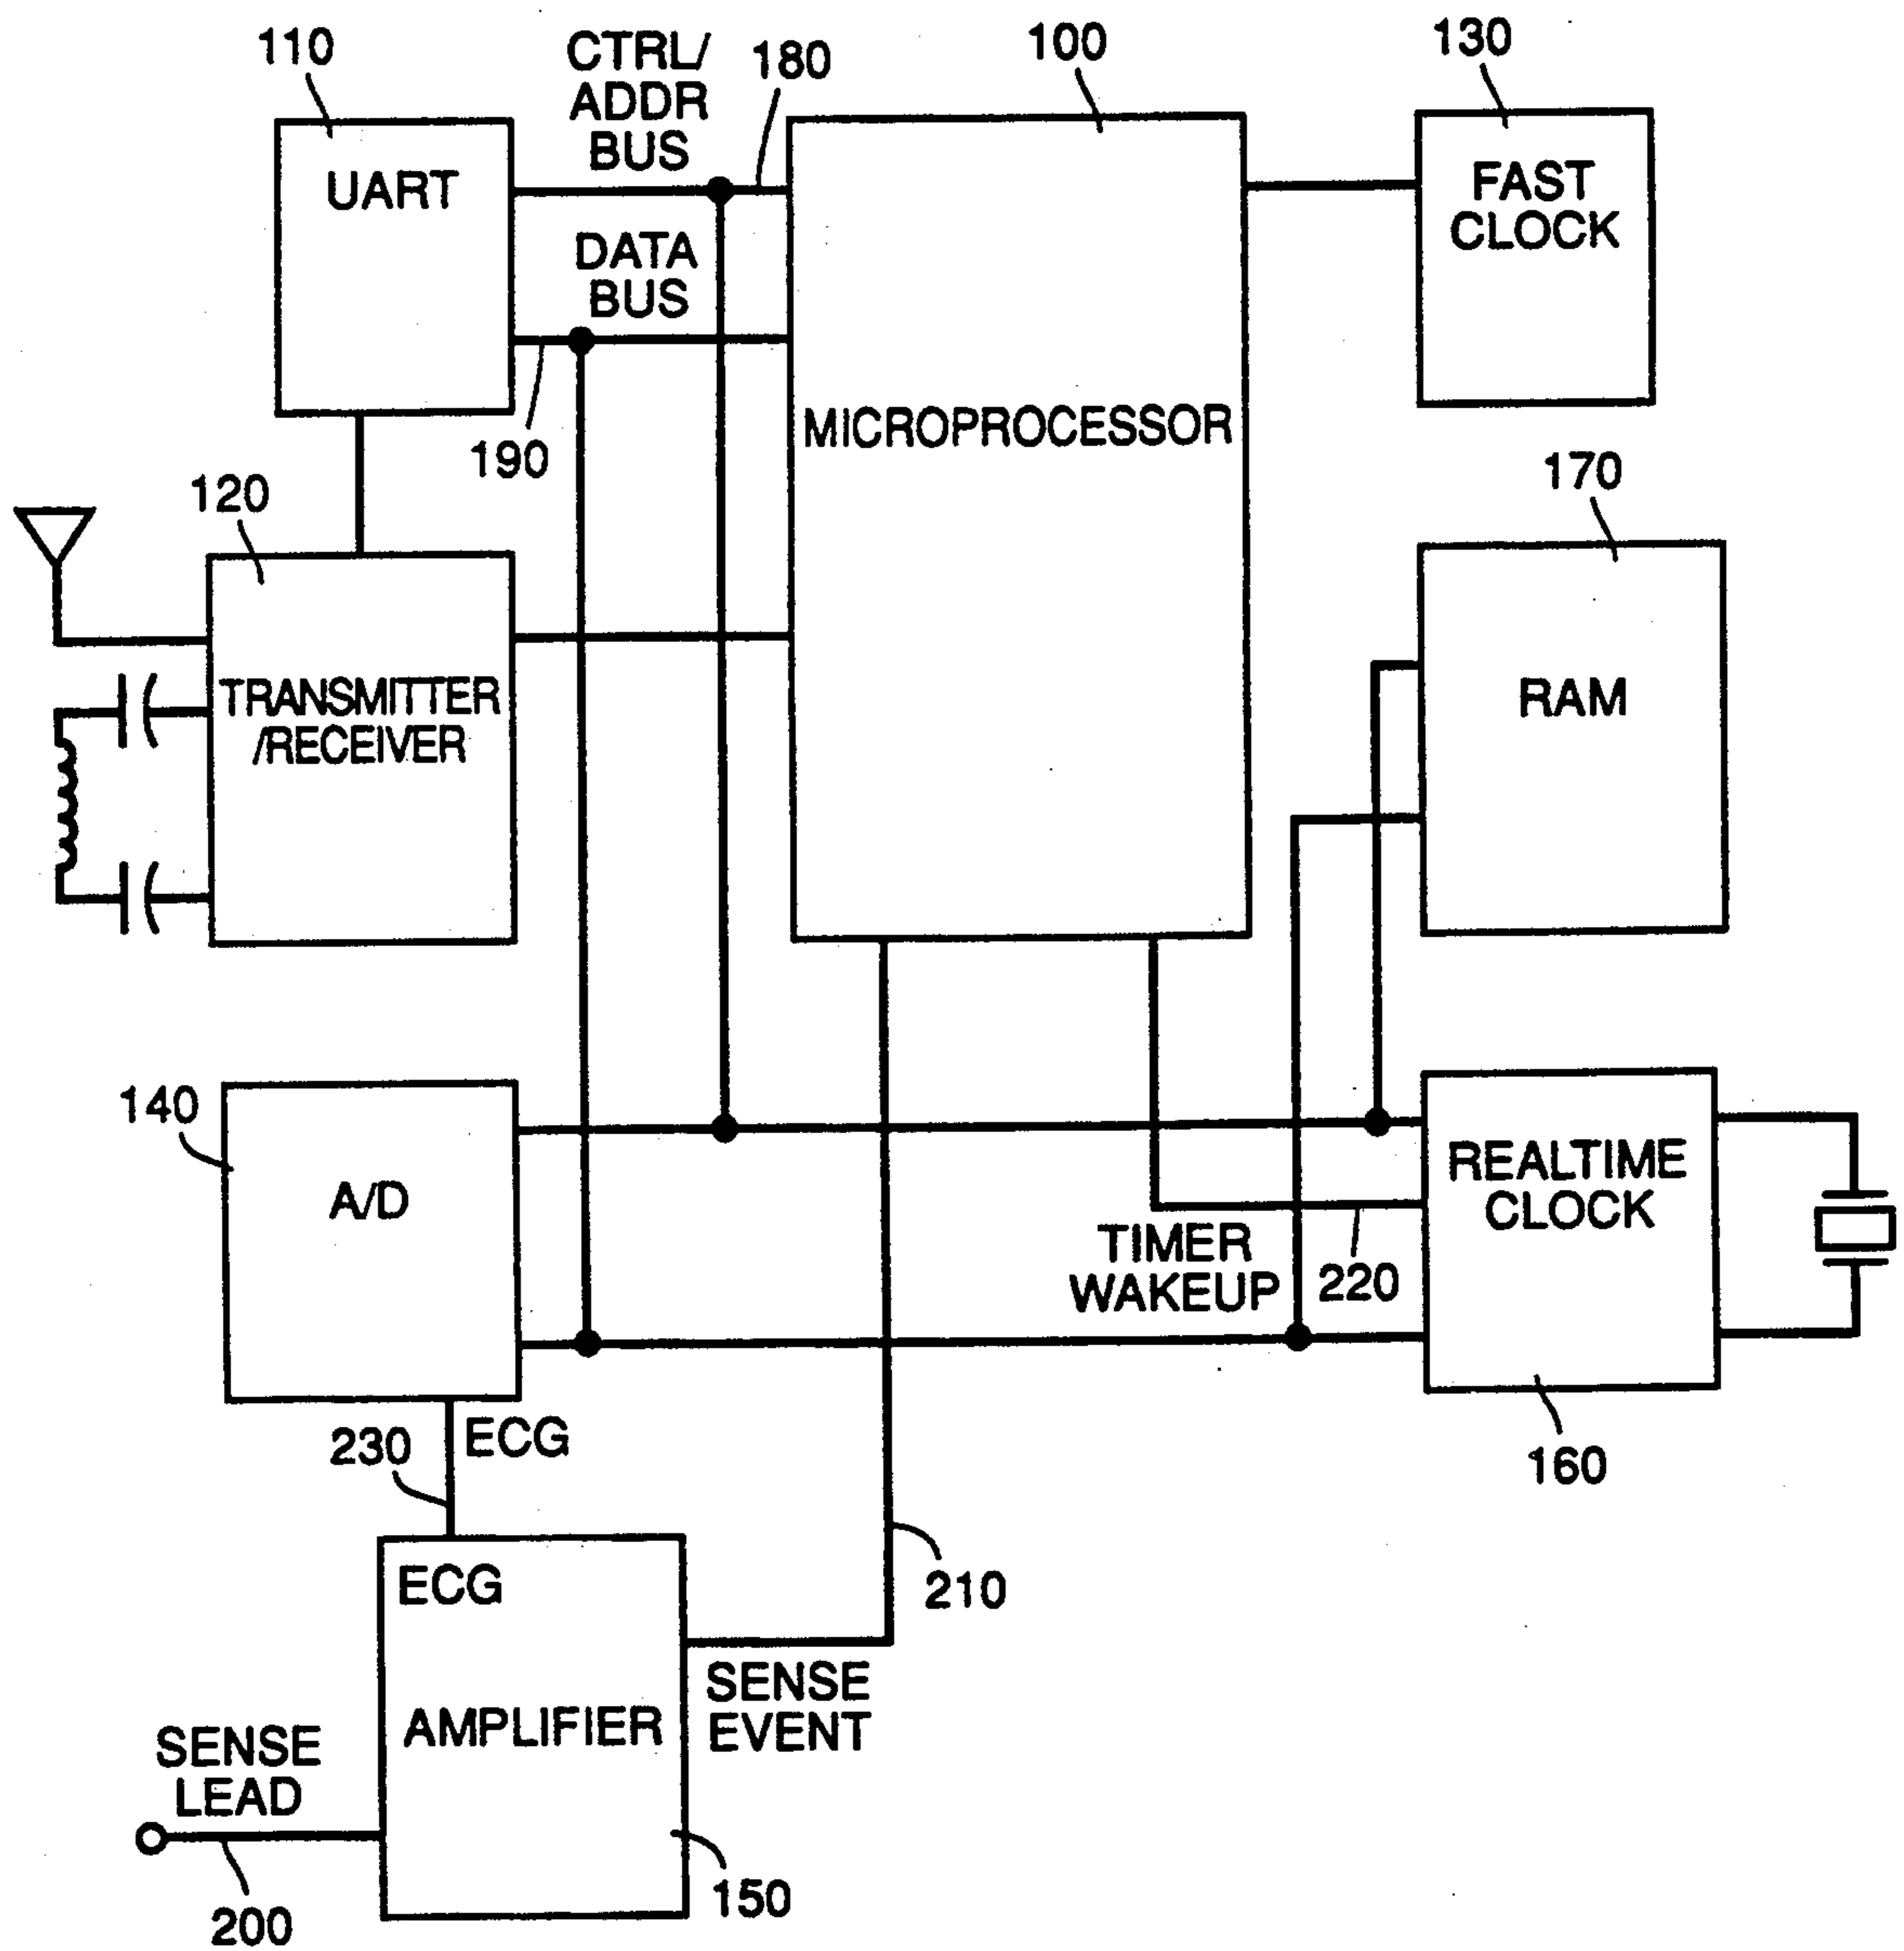 110
CTRL/
ADDR
BUS
180
100
130
UART
FAST
CLOCK
DATA
BUS
MICROPROCESSOR
190
170
120
TRANSMITTER
/RECEIVER
RAM
140
A/D
REALTIME
CLOCK
TIMER
WAKEUP
220
230
ECG
160
ECG
210
SENSE
EVENT
AMPLIFIER
SENSE
LEAD
150
200